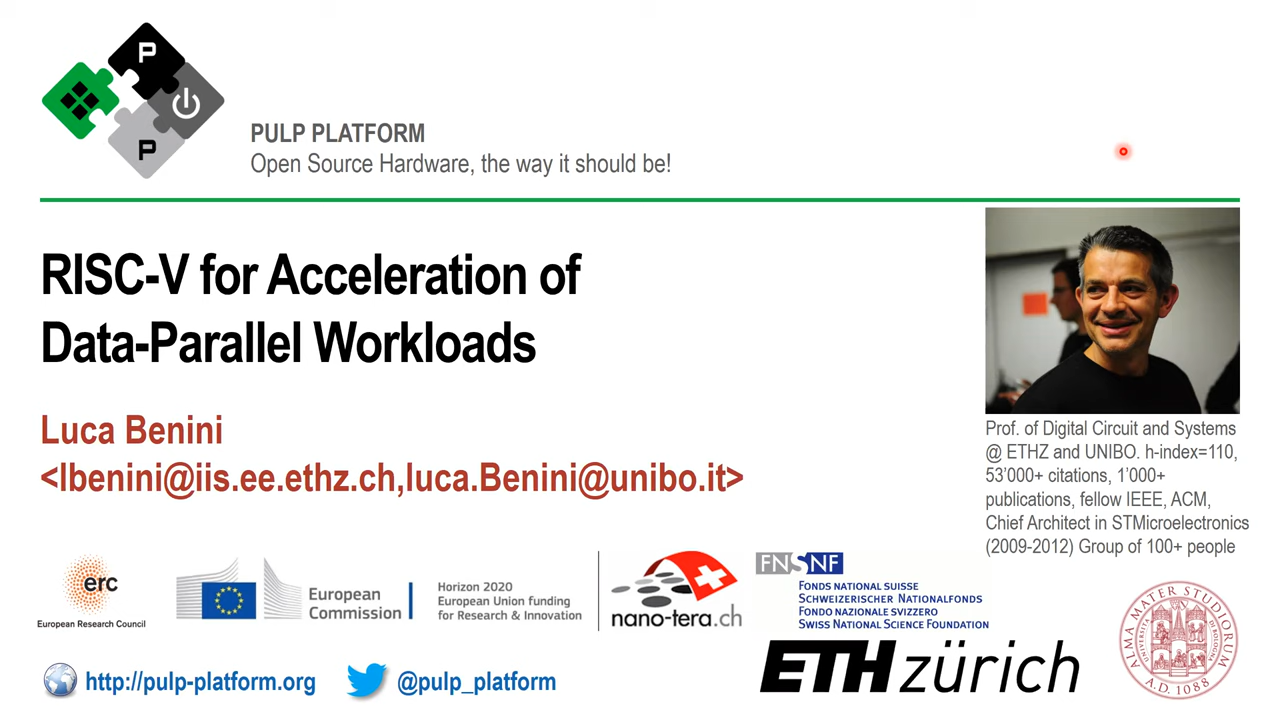 P
P
PULP PLATFORM
Open Source Hardware, the way it should be!
RISC-V for Acceleration of
Data-Parallel Workloads
Luca Benini
<lbenini@iis.ee.ethz.ch,luca.Benini@unibo.it>
Prof. of Digital Circuit and Systems
@ ETHZ and UNIBO. h-index=110,
53’000+ citations, 1’000+
publications, fellow IEEE, ACM,
Chief Architect in STMicroelectronics
(2009-2012) Group of 100+ people
erc
European Research Council
European
Commission
Horizon 2020
European Union funding
for Research & Innovation
nano-tera.ch
FNSNF
FONDS NATIONAL SUISSE
SCHWEIZERISCHER NATIONALFONDS
FONDO NAZIONALE SVIZZERO
SWISS NATIONAL SCIENCE FOUNDATION
http://pulp-platform.org
@pulp_platform
ETH zürich
ALMA MATER STUDIORUM
A.D. 1088